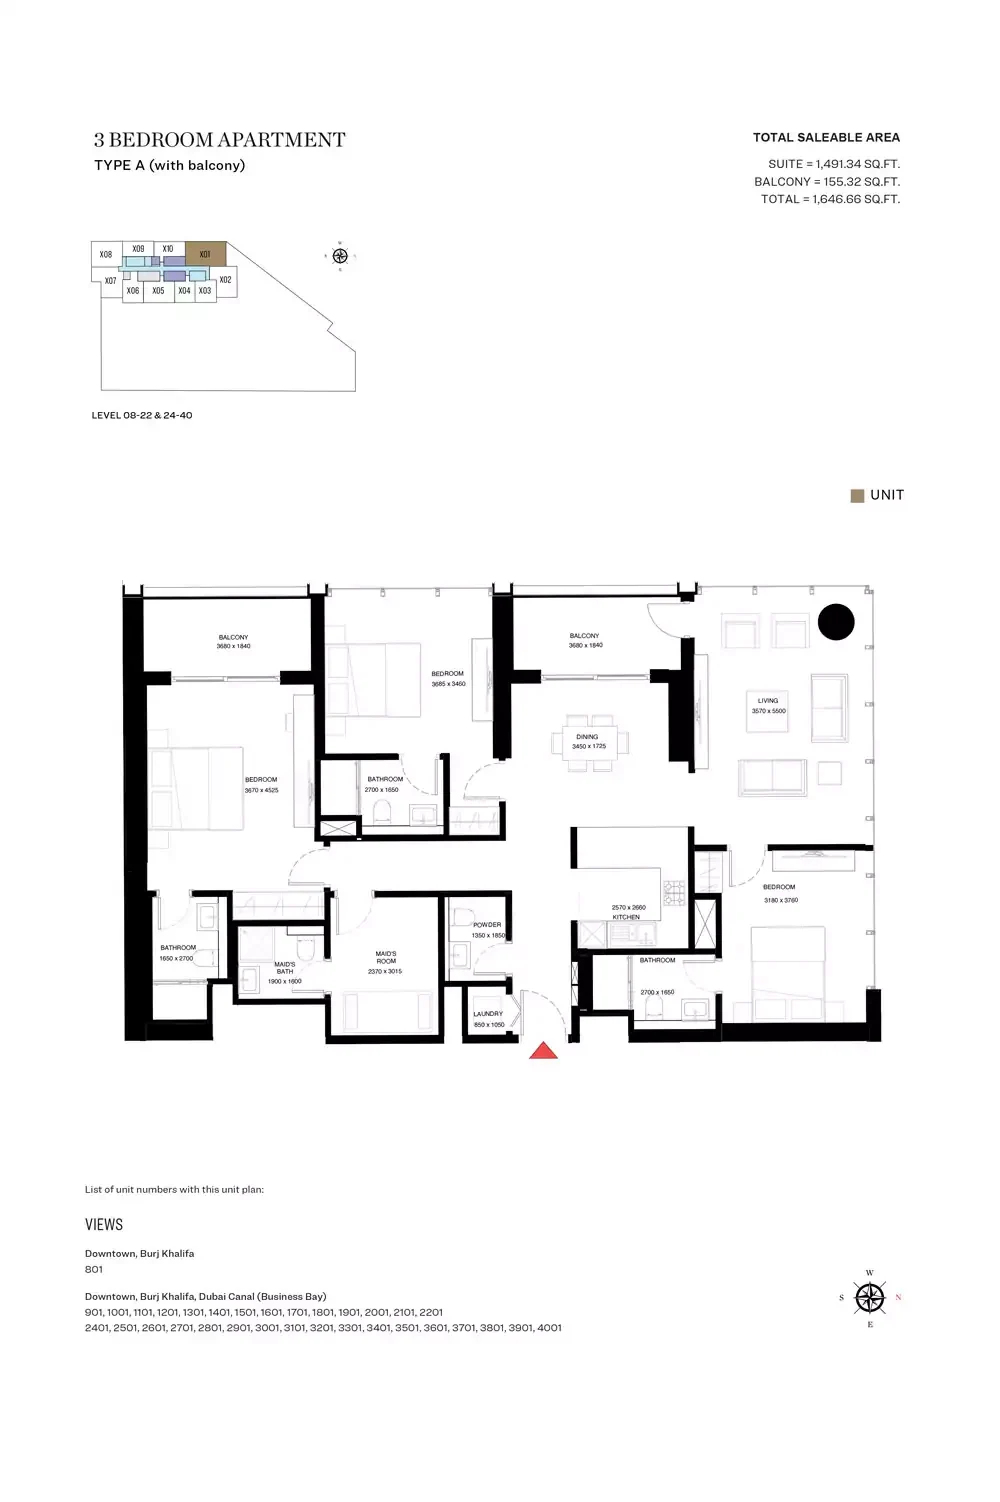 3 BEDROOM APARTMENT
TYPE A (with balcony)
TOTAL SALEABLE AREA
SUITE = 1,491.34 SQ.FT.
BALCONY = 155.32 SQ.FT.
TOTAL = 1,646.66 SQ.FT.
X08
X09
X10
X01
X07
X06
X05
X04
X03
X02
LEVEL 08-22 & 24-40
UNIT
BALCONY
3680 x 1840
BEDROOM
3685 x 3460
BALCONY
3680 x 1840
LIVING
3570 x 5500
DINING
3450 x 1725
BEDROOM
3670 x 4525
BATHROOM
2700 x 1650
BEDROOM
3180 x 3760
2570 x 2660
KITCHEN
BATHROOM
1650 x 2700
MAID'S
BATH
1900 x 1600
MAID'S
ROOM
2370 x 3015
POWDER
1350 x 1850
BATHROOM
2700 x 1650
LAUNDRY
850 x 1050
List of unit numbers with this unit plan:
VIEWS
Downtown, Burj Khalifa
801
Downtown, Burj Khalifa, Dubai Canal (Business Bay)
901, 1001, 1101, 1201, 1301, 1401, 1501, 1601, 1701, 1801, 1901, 2001, 2101, 2201
2401, 2501, 2601, 2701, 2801, 2901, 3001, 3101, 3201, 3301, 3401, 3501, 3601, 3701, 3801, 3901, 4001
W
S
N
E